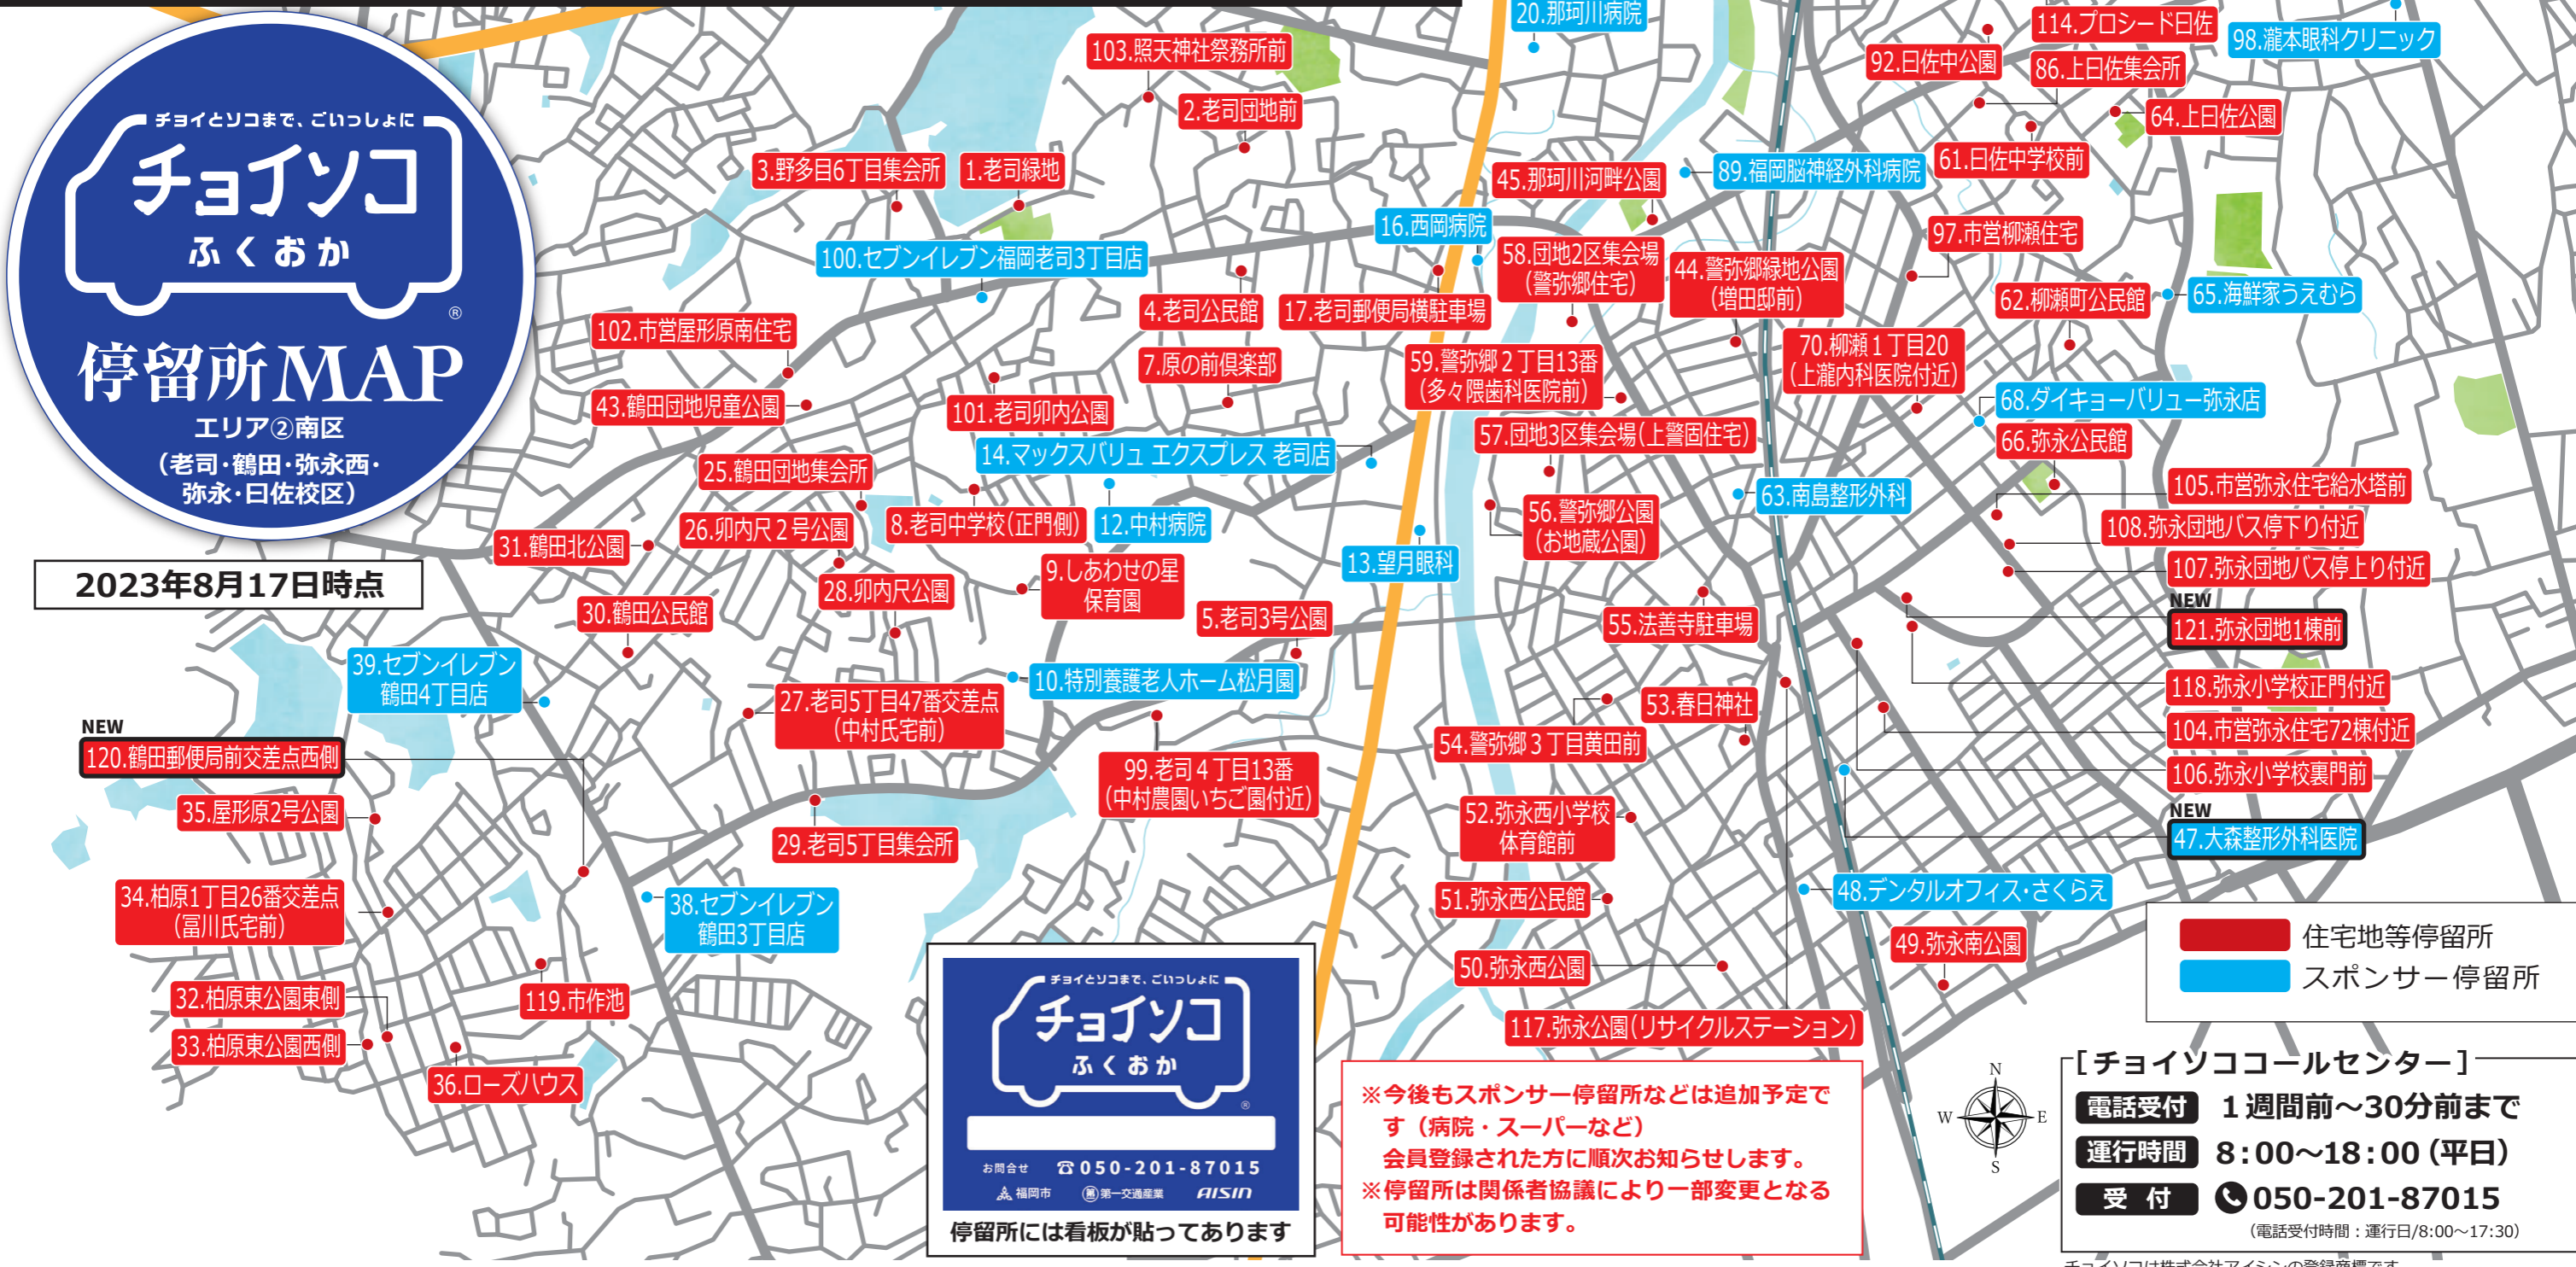 チョイとソコまで、ごいっしょに
チョイソコ
ふくおか
®
停留所MAP
エリア②南区
（老司・鶴田・弥永西・
弥永・曰佐校区）
2023年8月17日時点
20.那珂川病院
103.照天神社祭務所前
2.老司団地前
3.野多目6丁目集会所
1.老司緑地
114.プロシード曰佐
98.瀧本眼科クリニック
92.曰佐中公園
86.上曰佐集会所
64.上曰佐公園
61.曰佐中学校前
45.那珂川河畔公園
89.福岡脳神経外科病院
16.西岡病院
100.セブンイレブン福岡老司3丁目店
58.団地2区集会場
（警弥郷住宅）
44.警弥郷緑地公園
（増田邸前）
97.市営柳瀬住宅
62.柳瀬町公民館
65.海鮮家うえむら
4.老司公民館
17.老司郵便局横駐車場
102.市営屋形原南住宅
7.原の前倶楽部
59.警弥郷２丁目13番
（多々隈歯科医院前）
70.柳瀬１丁目20
（上瀧内科医院付近）
43.鶴田団地児童公園
101.老司卯内公園
68.ダイキョーバリュー弥永店
57.団地3区集会場（上警固住宅）
66.弥永公民館
14.マックスバリュ エクスプレス 老司店
25.鶴田団地集会所
105.市営弥永住宅給水塔前
63.南島整形外科
26.卯内尺２号公園
8.老司中学校（正門側）
12.中村病院
56.警弥郷公園
（お地蔵公園）
108.弥永団地バス停下り付近
31.鶴田北公園
13.望月眼科
107.弥永団地バス停上り付近
9.しあわせの星
保育園
28.卯内尺公園
30.鶴田公民館
5.老司3号公園
55.法善寺駐車場
NEW
121.弥永団地1棟前
39.セブンイレブン
鶴田4丁目店
10.特別養護老人ホーム松月園
118.弥永小学校正門付近
27.老司5丁目47番交差点
（中村氏宅前）
53.春日神社
54.警弥郷３丁目黄田前
104.市営弥永住宅72棟付近
NEW
120.鶴田郵便局前交差点西側
99.老司４丁目13番
（中村農園いちご園付近）
106.弥永小学校裏門前
35.屋形原2号公園
52.弥永西小学校
体育館前
NEW
47.大森整形外科医院
29.老司5丁目集会所
34.柏原1丁目26番交差点
（冨川氏宅前）
38.セブンイレブン
鶴田3丁目店
51.弥永西公民館
48.デンタルオフィス・さくらえ
49.弥永南公園
50.弥永西公園
32.柏原東公園東側
119.市作池
33.柏原東公園西側
36.ローズハウス
117.弥永公園（リサイクルステーション）
住宅地等停留所
スポンサー停留所
チョイとソコまで、ごいっしょに
チョイソコ
ふくおか
®
お問合せ ☎050-201-87015
福岡市 第一交通産業 AISIN
停留所には看板が貼ってあります
※今後もスポンサー停留所などは追加予定で
す（病院・スーパーなど）
会員登録された方に順次お知らせします。
※停留所は関係者協議により一部変更となる
可能性があります。
N
W E
S
[チョイソココールセンター]
電話受付 １週間前～30分前まで
運行時間 8:00～18:00（平日）
受 付 050-201-87015
（電話受付時間：運行日/8:00～17:30）
チョイソコは株式会社アイシンの登録商標です